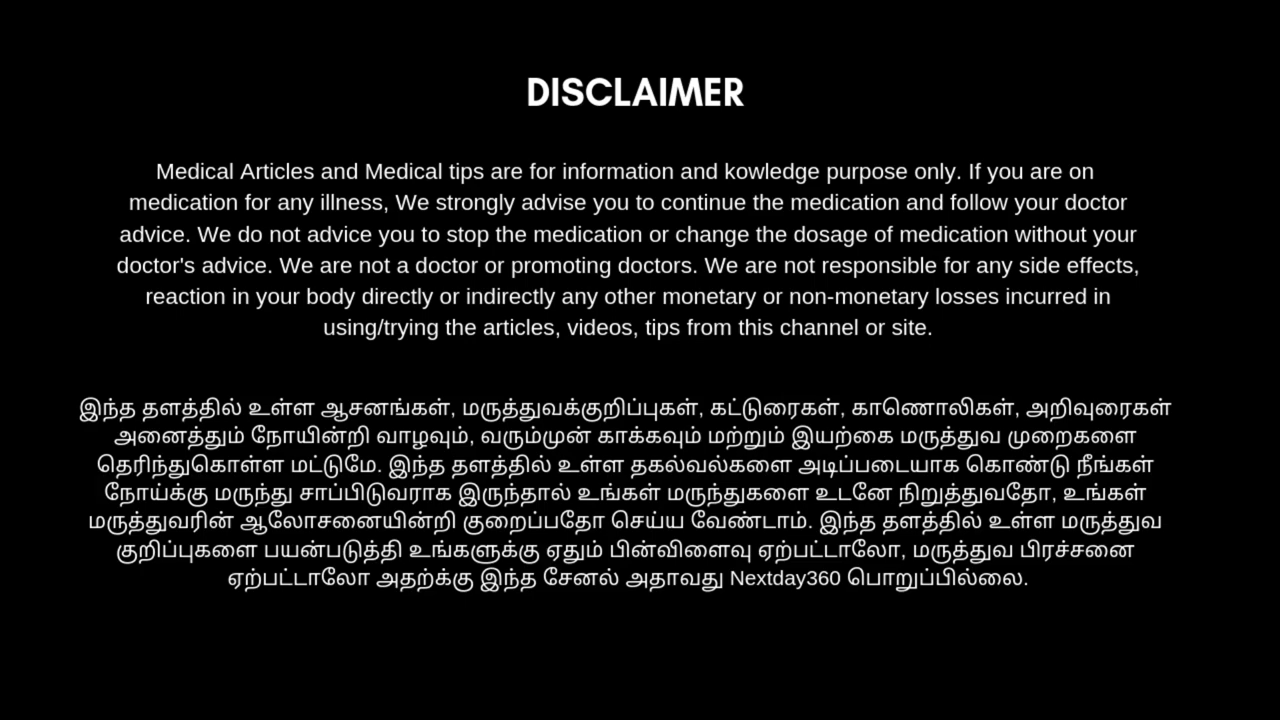 DISCLAIMER
Medical Articles and Medical tips are for information and kowledge purpose only. If you are on
medication for any illness, We strongly advise you to continue the medication and follow your doctor
advice. We do not advice you to stop the medication or change the dosage of medication without your
doctor's advice. We are not a doctor or promoting doctors. We are not responsible for any side effects,
reaction in your body directly or indirectly any other monetary or non-monetary losses incurred in
using/trying the articles, videos, tips from this channel or site.
இந்த தளத்தில் உள்ள ஆசனங்கள், மருத்துவக்குறிப்புகள், கட்டுரைகள், காணொலிகள், அறிவுரைகள்
அனைத்தும் நோயின்றி வாழவும், வரும்முன் காக்கவும் மற்றும் இயற்கை மருத்துவ முறைகளை
தெரிந்துகொள்ள மட்டுமே. இந்த தளத்தில் உள்ள தகல்வல்களை அடிப்படையாக கொண்டு நீங்கள்
நோய்க்கு மருந்து சாப்பிடுவராக இருந்தால் உங்கள் மருந்துகளை உடனே நிறுத்துவதோ, உங்கள்
மருத்துவரின் ஆலோசனையின்றி குறைப்பதோ செய்ய வேண்டாம். இந்த தளத்தில் உள்ள மருத்துவ
குறிப்புகளை பயன்படுத்தி உங்களுக்கு ஏதும் பின்விளைவு ஏற்பட்டாலோ, மருத்துவ பிரச்சனை
ஏற்பட்டாலோ அதற்க்கு இந்த சேனல் அதாவது Nextday360 பொறுப்பில்லை.